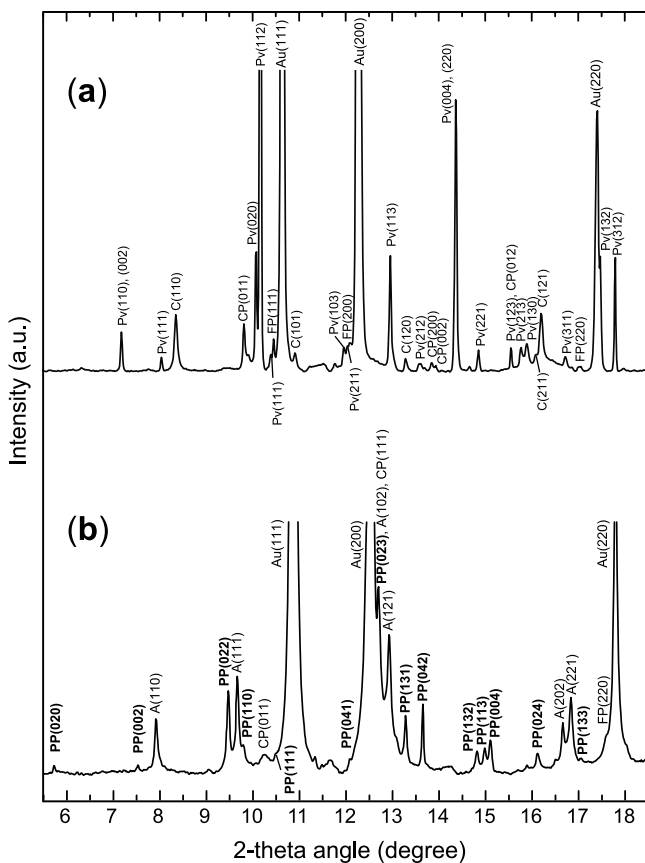 (a)
Pv(110), (002)
Pv(111)
C(110)
CP(011)
Pv(020)
Pv(112)
Pv(111)
FP(111)
Au(111)
C(101)
Pv(103)
FP(200)
Pv(211)
Au(200)
Pv(113)
C(120)
Pv(212)
CP(200)
CP(002)
Pv(004), (220)
Pv(221)
Pv(123), CP(012)
Pv(213)
Pv(130)
C(211)
C(121)
Pv(311)
FP(220)
Au(220)
Pv(132)
Pv(312)
Intensity (a.u.)
(b)
PP(020)
PP(002)
A(110)
PP(022)
A(111)
PP(110)
CP(011)
PP(111)
Au(111)
PP(041)
Au(200)
PP(023), A(102), CP(111)
A(121)
PP(131)
PP(042)
PP(132)
PP(113)
PP(004)
PP(024)
A(202)
A(221)
PP(133)
FP(220)
Au(220)
6 7 8 9 10 11 12 13 14 15 16 17 18
2-theta angle (degree)